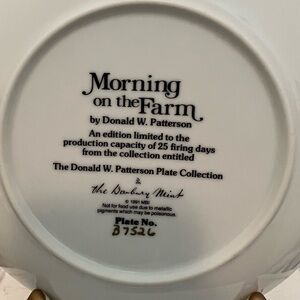 Morning
on the Farm
by Donald W. Patterson
An edition limited to the
production capacity of 25 firing days
from the collection entitled
The Donald W. Patterson Plate Collection
The Danbury Mint
© 1991 MBI
Not for food use due to metallic
pigments which may be poisonous.
Plate No.
B7526